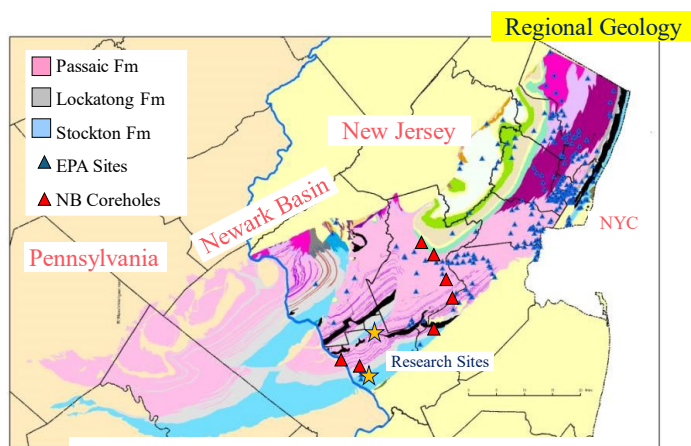 Regional Geology
Passaic Fm
Lockatong Fm
Stockton Fm
EPA Sites
NB Coreholes
New Jersey
Newark Basin
Pennsylvania
NYC
Research Sites